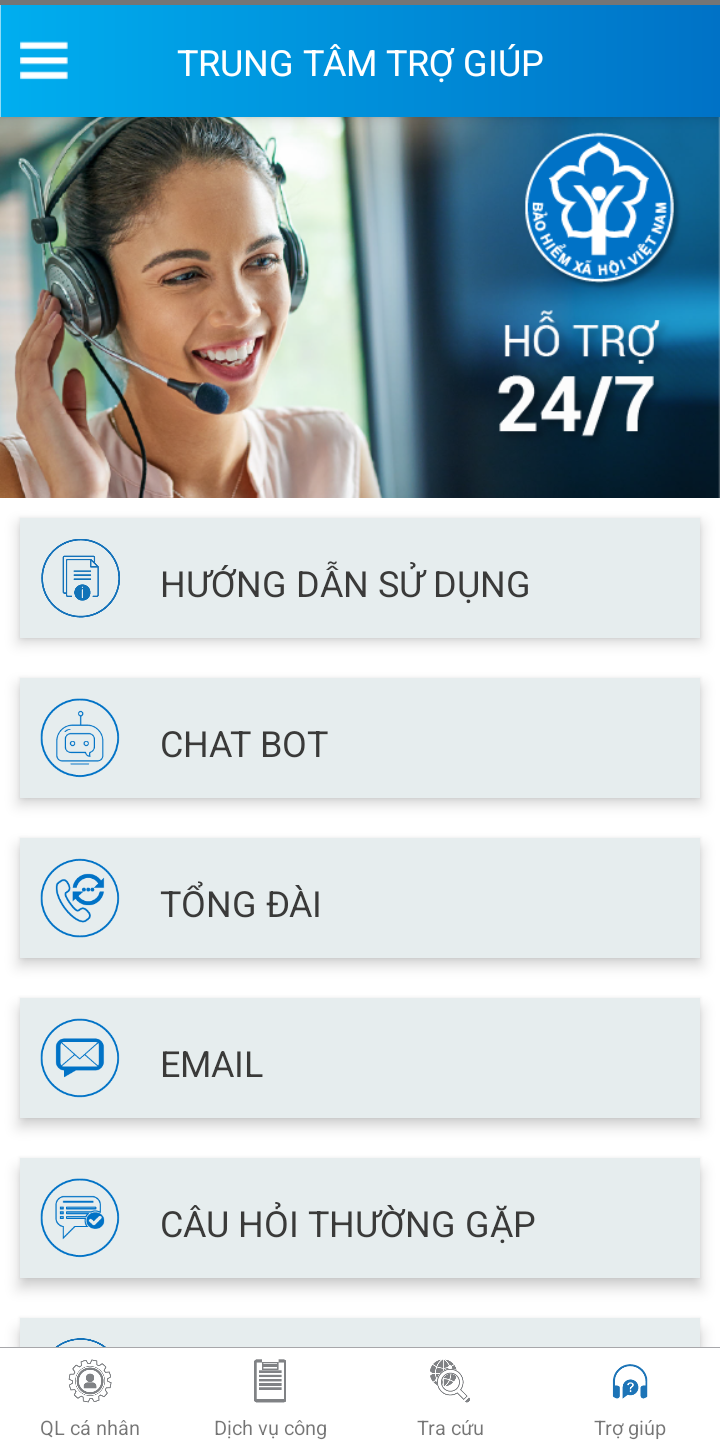 TRUNG TÂM TRỢ GIÚP
BẢO HIỂM XÃ HỘI VIỆT NAM
HỖ TRỢ
24/7
HƯỚNG DẪN SỬ DỤNG
CHAT BOT
TỔNG ĐÀI
EMAIL
CÂU HỎI THƯỜNG GẶP
QL cá nhân
Dịch vụ công
Tra cứu
Trợ giúp